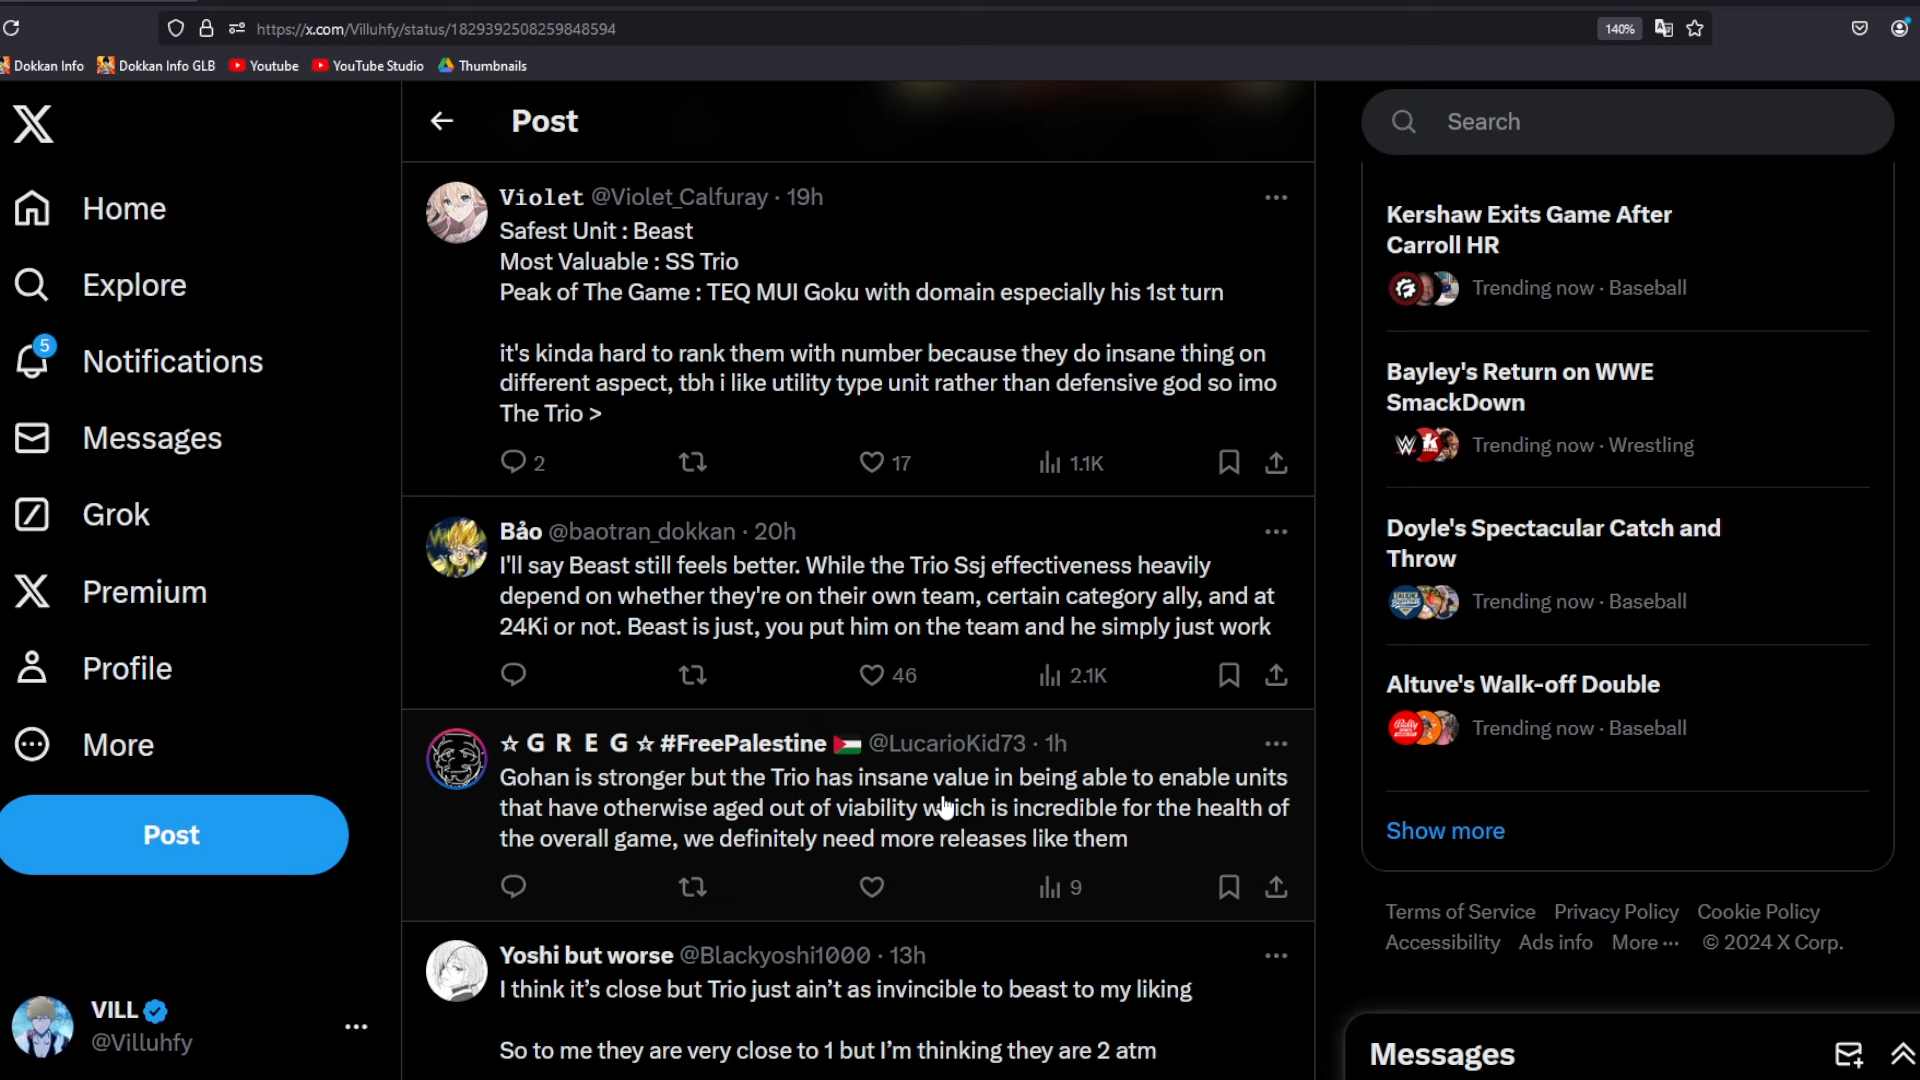 https://x.com/Villuhfy/status/1829392508259848594
140%
Dokkan Info
Dokkan Info GLB
Youtube
YouTube Studio
Thumbnails
Home
Explore
5
Notifications
Messages
Grok
Premium
Profile
More
Post
VILL
@Villuhfy
Post
Violet @Violet_Calfuray · 19h
Safest Unit : Beast
Most Valuable : SS Trio
Peak of The Game : TEQ MUI Goku with domain especially his 1st turn
it's kinda hard to rank them with number because they do insane thing on
different aspect, tbh i like utility type unit rather than defensive god so imo
The Trio >
2 17 1.1K
Bảo @baotran_dokkan · 20h
I'll say Beast still feels better. While the Trio Ssj effectiveness heavily
depend on whether they're on their own team, certain category ally, and at
24Ki or not. Beast is just, you put him on the team and he simply just work
46 2.1K
☆ G R E G ☆ #FreePalestine 🇵🇸 @LucarioKid73 · 1h
Gohan is stronger but the Trio has insane value in being able to enable units
that have otherwise aged out of viability which is incredible for the health of
the overall game, we definitely need more releases like them
9
Yoshi but worse @Blackyoshi1000 · 13h
I think it’s close but Trio just ain’t as invincible to beast to my liking
So to me they are very close to 1 but I’m thinking they are 2 atm
Search
Kershaw Exits Game After
Carroll HR
Trending now · Baseball
Bayley's Return on WWE
SmackDown
Trending now · Wrestling
Doyle's Spectacular Catch and
Throw
Trending now · Baseball
Altuve's Walk-off Double
Trending now · Baseball
Show more
Terms of Service Privacy Policy Cookie Policy
Accessibility Ads info More ··· © 2024 X Corp.
Messages